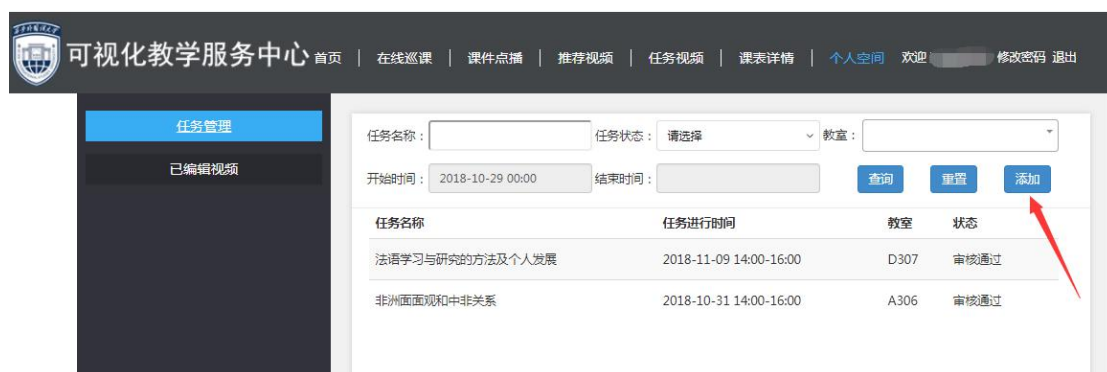 可视化教学服务中心 首页 | 在线巡课 | 课件点播 | 推荐视频 | 任务视频 | 课表详情 | 个人空间 欢迎 修改密码 退出
任务管理
已编辑视频
任务名称： 任务状态： 请选择 教室：
开始时间： 2018-10-29 00:00 结束时间： 查询 重置 添加
任务名称 任务进行时间 教室 状态
法语学习与研究的方法及个人发展 2018-11-09 14:00-16:00 D307 审核通过
非洲面面观和中非关系 2018-10-31 14:00-16:00 A306 审核通过